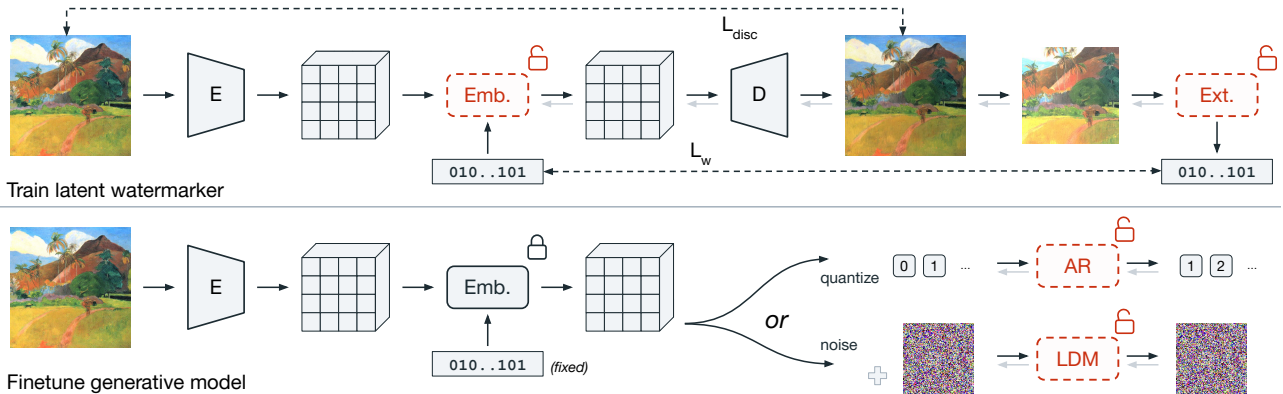 L_disc
E
Emb.
D
Ext.
010..101
L_w
010..101
Train latent watermarker
E
Emb.
quantize
0 1 ...
AR
1 2 ...
or
noise
LDM
010..101 (fixed)
Finetune generative model